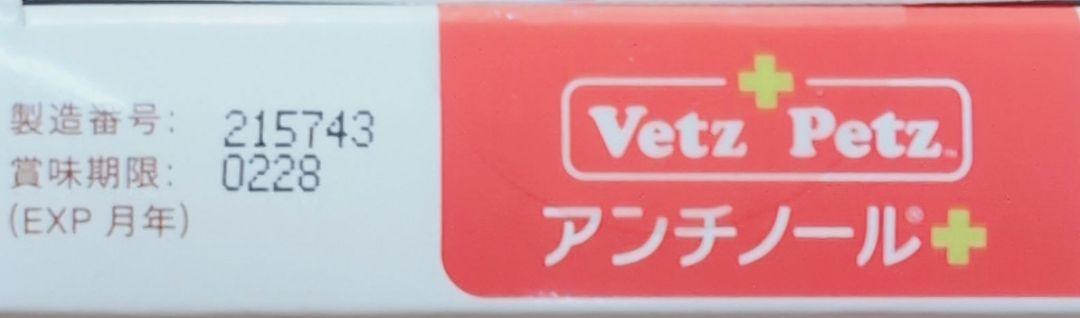 製造番号: 215743
賞味期限: 0228
(EXP 月年)
Vetz Petz™
アンチノール®+